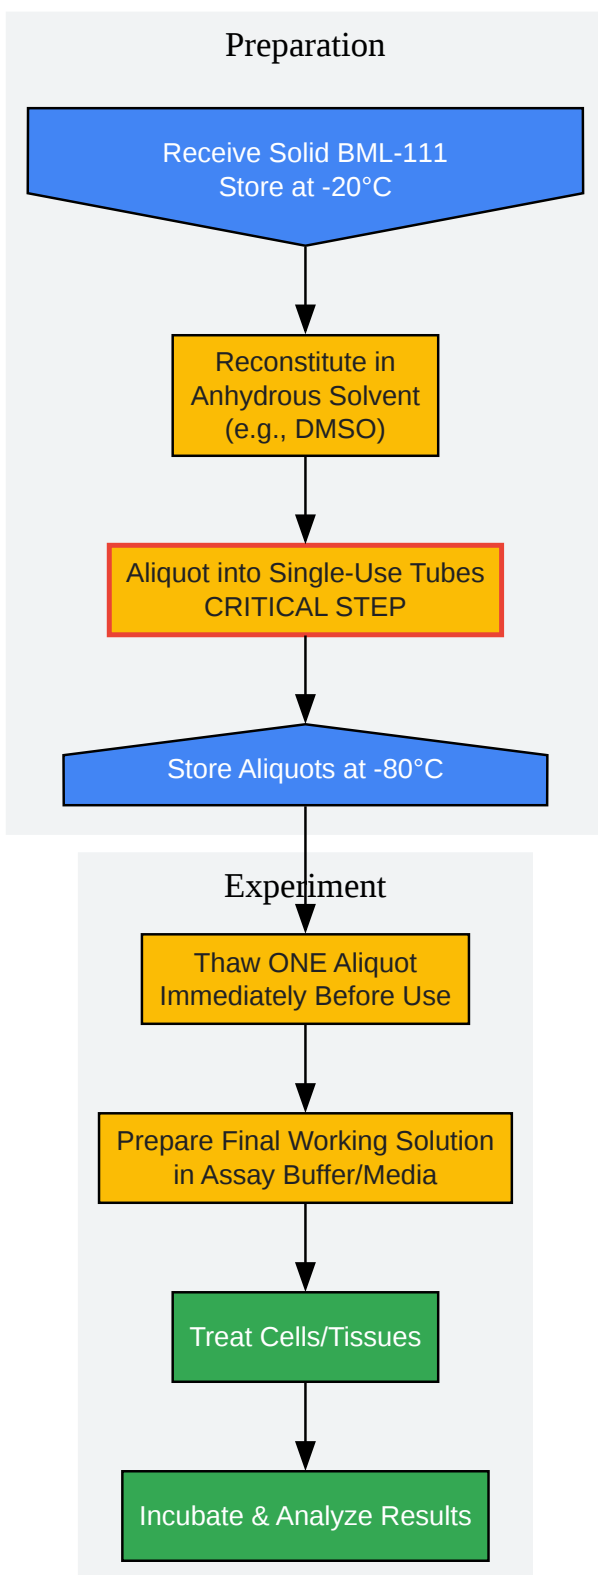 Preparation
Receive Solid BML-111
Store at -20°C
Reconstitute in
Anhydrous Solvent
(e.g., DMSO)
Aliquot into Single-Use Tubes
CRITICAL STEP
Store Aliquots at -80°C
Experiment
Thaw ONE Aliquot
Immediately Before Use
Prepare Final Working Solution
in Assay Buffer/Media
Treat Cells/Tissues
Incubate & Analyze Results